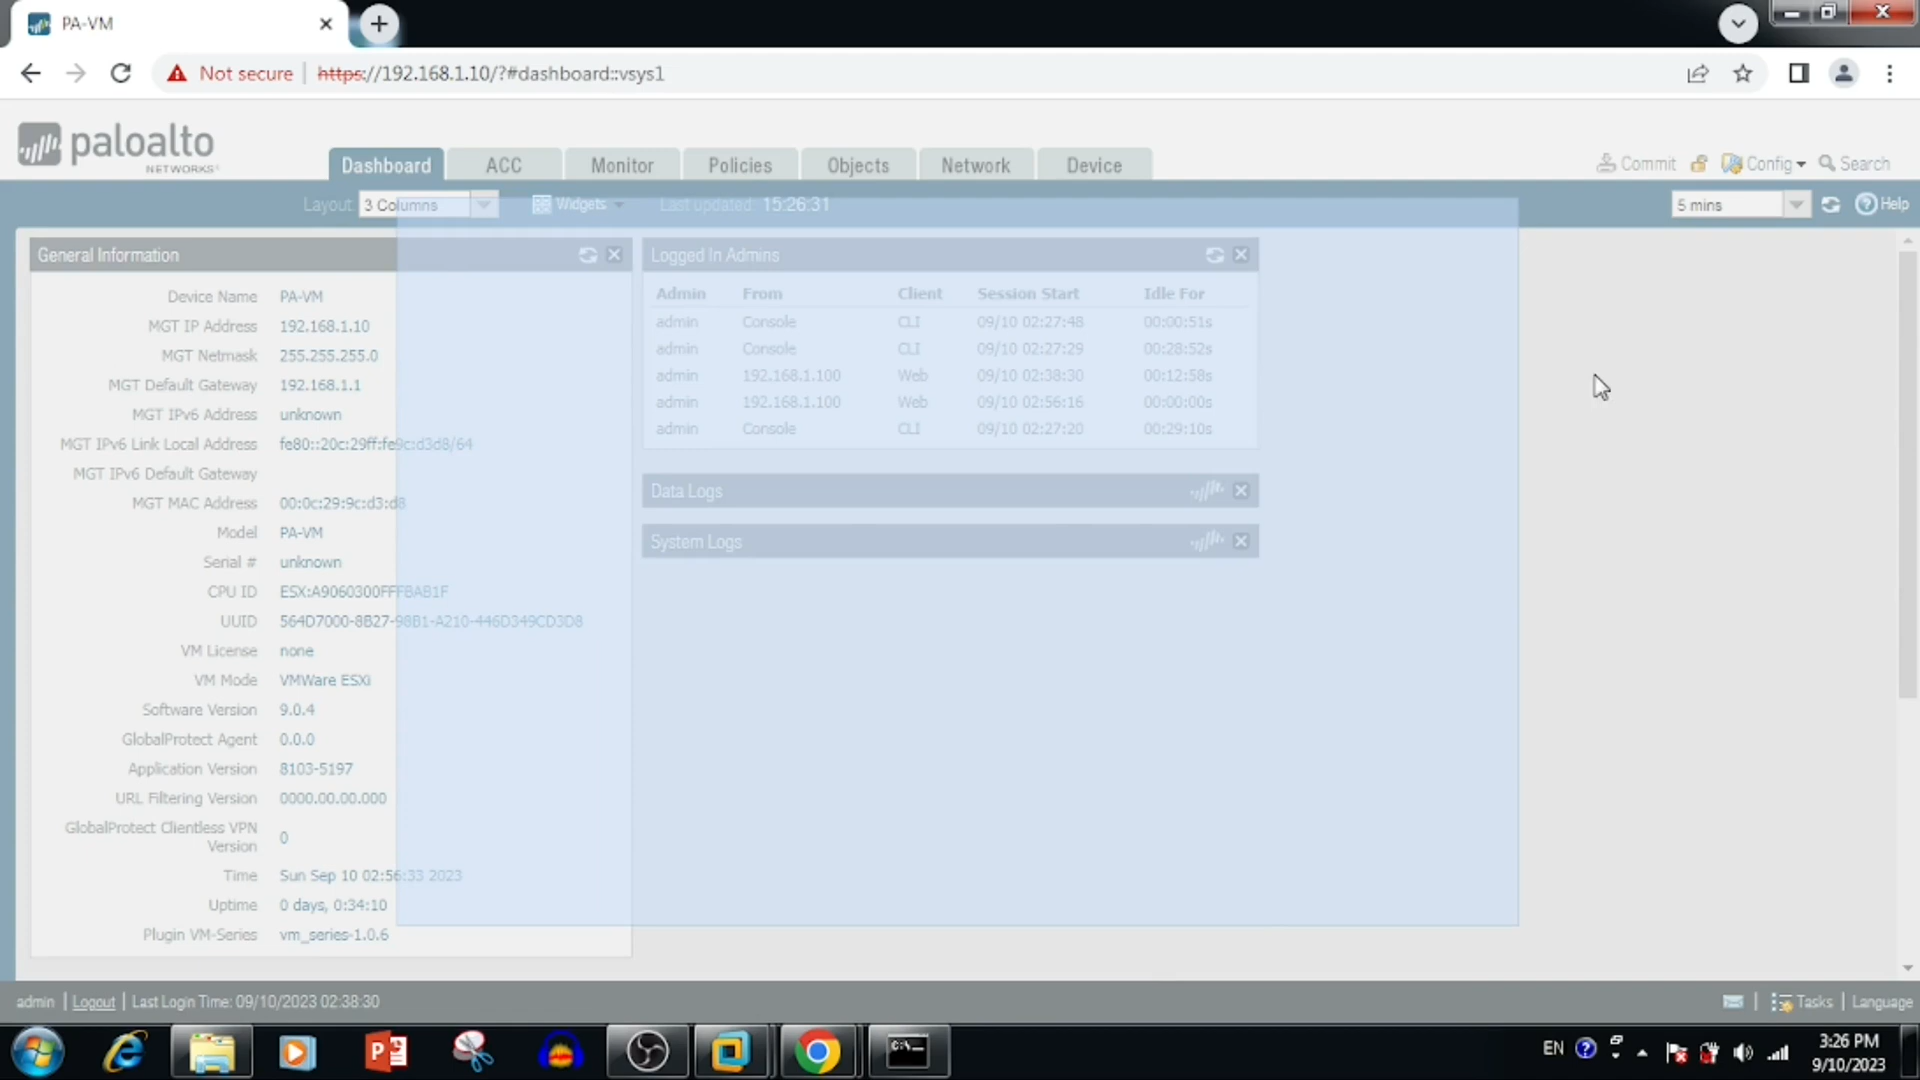 PA-VM
Not secure | https://192.168.1.10/?#dashboard::vsys1
paloalto
NETWORKS
Dashboard ACC Monitor Policies Objects Network Device
Commit Config Search
Layout 3 Columns Widgets Last updated: 15:26:31 5 mins Help
General Information
Device Name PA-VM
MGT IP Address 192.168.1.10
MGT Netmask 255.255.255.0
MGT Default Gateway 192.168.1.1
MGT IPv6 Address unknown
MGT IPv6 Link Local Address fe80::20c:29ff:fe9c:d3d8/64
MGT IPv6 Default Gateway
MGT MAC Address 00:0c:29:9c:d3:d8
Model PA-VM
Serial # unknown
CPU ID ESX:A9060300FFFBAB1F
UUID 564D7000-8B27-98B1-A210-446D349CD3D8
VM License none
VM Mode VMWare ESXi
Software Version 9.0.4
GlobalProtect Agent 0.0.0
Application Version 8103-5197
URL Filtering Version 0000.00.00.000
GlobalProtect Clientless VPN
Version 0
Time Sun Sep 10 02:56:33 2023
Uptime 0 days, 0:34:10
Plugin VM-Series vm_series-1.0.6
Logged In Admins
Admin From Client Session Start Idle For
admin Console CLI 09/10 02:27:48 00:00:51s
admin Console CLI 09/10 02:27:29 00:28:52s
admin 192.168.1.100 Web 09/10 02:38:30 00:12:58s
admin 192.168.1.100 Web 09/10 02:56:16 00:00:00s
admin Console CLI 09/10 02:27:20 00:29:10s
Data Logs
System Logs
admin | Logout | Last Login Time: 09/10/2023 02:38:30
Tasks | Language
EN 3:26 PM
9/10/2023